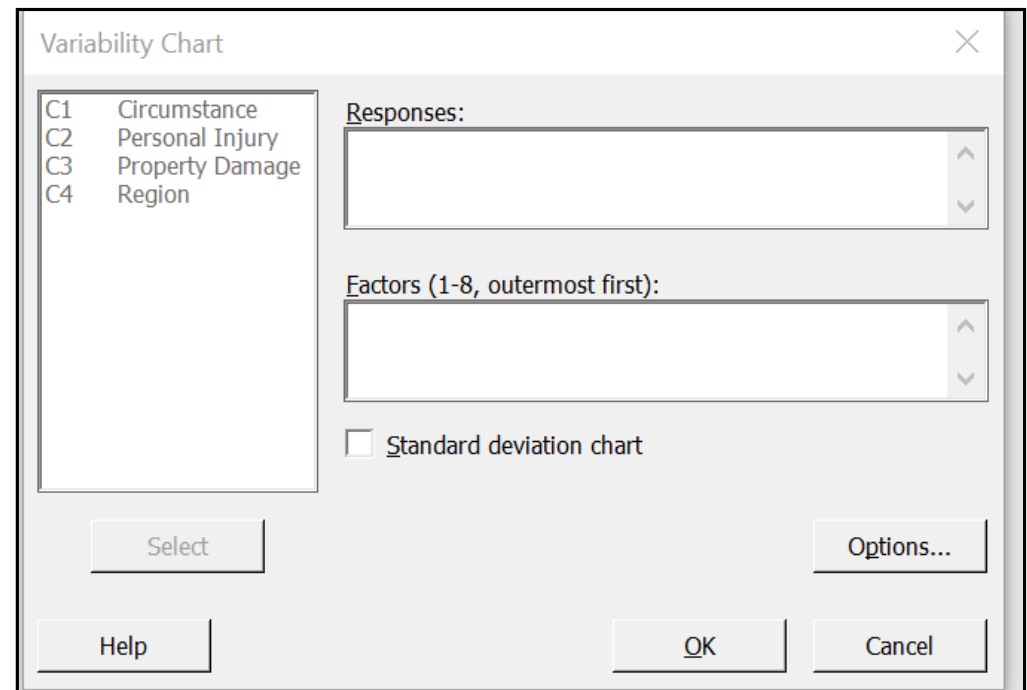 Variability Chart
C1 Circumstance
C2 Personal Injury
C3 Property Damage
C4 Region
Responses:
Factors (1-8, outermost first):
Standard deviation chart
Select
Options...
Help
OK
Cancel